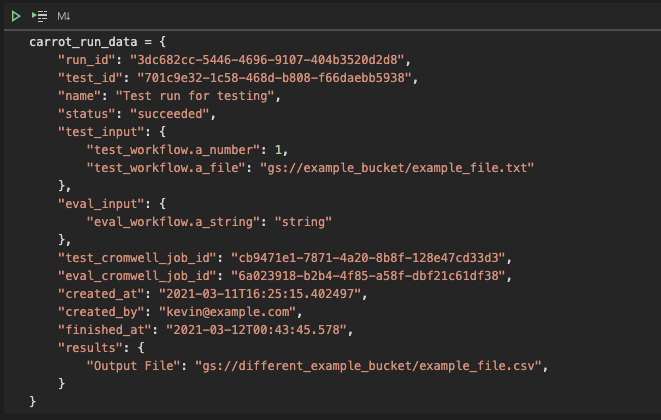 M↓
carrot_run_data = {
    "run_id": "3dc682cc-5446-4696-9107-404b3520d2d8",
    "test_id": "701c9e32-1c58-468d-b808-f66daebb5938",
    "name": "Test run for testing",
    "status": "succeeded",
    "test_input": {
        "test_workflow.a_number": 1,
        "test_workflow.a_file": "gs://example_bucket/example_file.txt"
    },
    "eval_input": {
        "eval_workflow.a_string": "string"
    },
    "test_cromwell_job_id": "cb9471e1-7871-4a20-8b8f-128e47cd33d3",
    "eval_cromwell_job_id": "6a023918-b2b4-4f85-a58f-dbf21c61df38",
    "created_at": "2021-03-11T16:25:15.402497",
    "created_by": "kevin@example.com",
    "finished_at": "2021-03-12T00:43:45.578",
    "results": {
        "Output File": "gs://different_example_bucket/example_file.csv",
    }
}